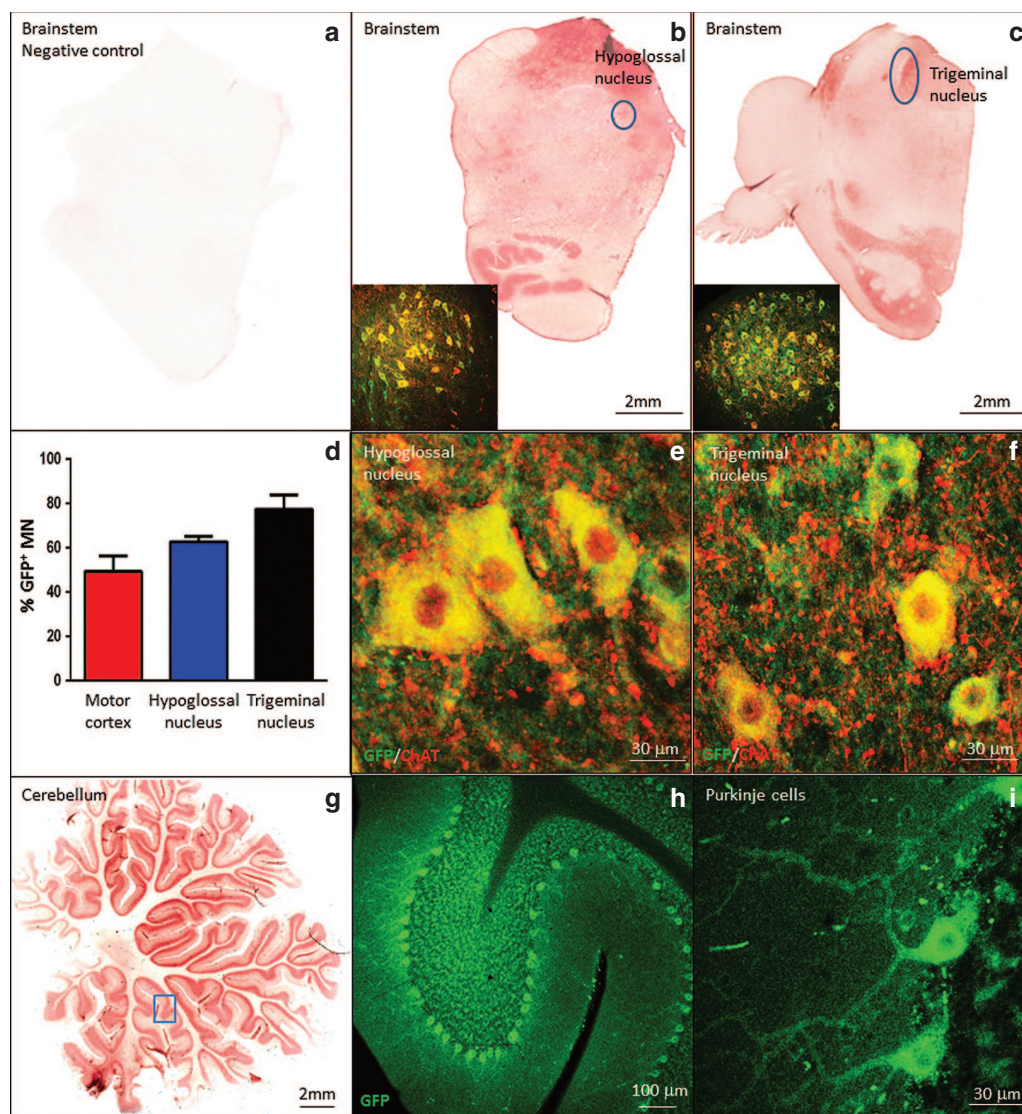 Brainstem
Negative control
a
Brainstem
b
Hypoglossal
nucleus
2mm
Brainstem
c
Trigeminal
nucleus
2mm
d
% GFP⁺ MN
100
80
60
40
20
0
Motor
cortex
Hypoglossal
nucleus
Trigeminal
nucleus
Hypoglossal
nucleus
e
GFP/ChAT
30 µm
Trigeminal
nucleus
f
GFP/ChAT
30 µm
Cerebellum
g
2mm
h
GFP
100 µm
Purkinje cells
i
30 µm